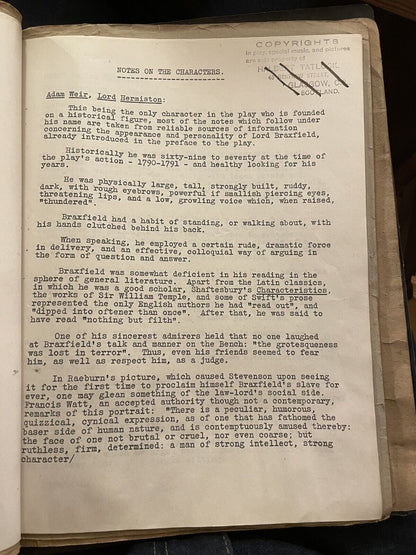 COPYRIGHTS
in play, special music, and pictures
are sole property of
TATLOCK,
STREET,
GLASGOW, C.
SCOTLAND.
NOTES ON THE CHARACTERS.
Adam Weir, Lord Hermiston:
This being the only character in the play who is founded
on a historical figure, most of the notes which follow under
his name are taken from reliable sources of information
concerning the appearance and personality of Lord Braxfield,
already introduced in the preface to the play.
Historically he was sixty-nine to seventy at the time of
the play's action - 1790-1791 - and healthy looking for his
years.
He was physically large, tall, strongly built, ruddy,
dark, with rough eyebrows, powerful if smallish piercing eyes,
threatening lips, and a low, growling voice which, when raised,
"thundered".
Braxfield had a habit of standing, or walking about, with
his hands clutched behind his back.
When speaking, he employed a certain rude, dramatic force
in delivery, and an effective, colloquial way of arguing in
the form of question and answer.
Braxfield was somewhat deficient in his reading in the
sphere of general literature. Apart from the Latin classics,
in which he was a good scholar, Shaftesbury's Characteristics,
the works of Sir William Temple, and some of Swift's prose
represented the only English authors he had "read out", and
"dipped into oftener than once". After that, he was said to
have read "nothing but filth".
One of his sincerest admirers held that no one laughed
at Braxfield's talk and manner on the Bench: "the grotesqueness
was lost in terror". Thus, even his friends seemed to fear
him, as well as respect him, as a judge.
In Raeburn's picture, which caused Stevenson upon seeing
it for the first time to proclaim himself Braxfield's slave for
ever, one may glean something of the law-lord's social side.
Francis Watt, an accepted authority though not a contemporary,
remarks of this portrait: "There is a peculiar, humorous,
quizzical, cynical expression, as of one that has fathomed the
baser side of human nature, and is contemptuously amused thereby:
the face of one not brutal or cruel, nor even coarse; but
ruthless, firm, determined: a man of strong intellect, strong
character/